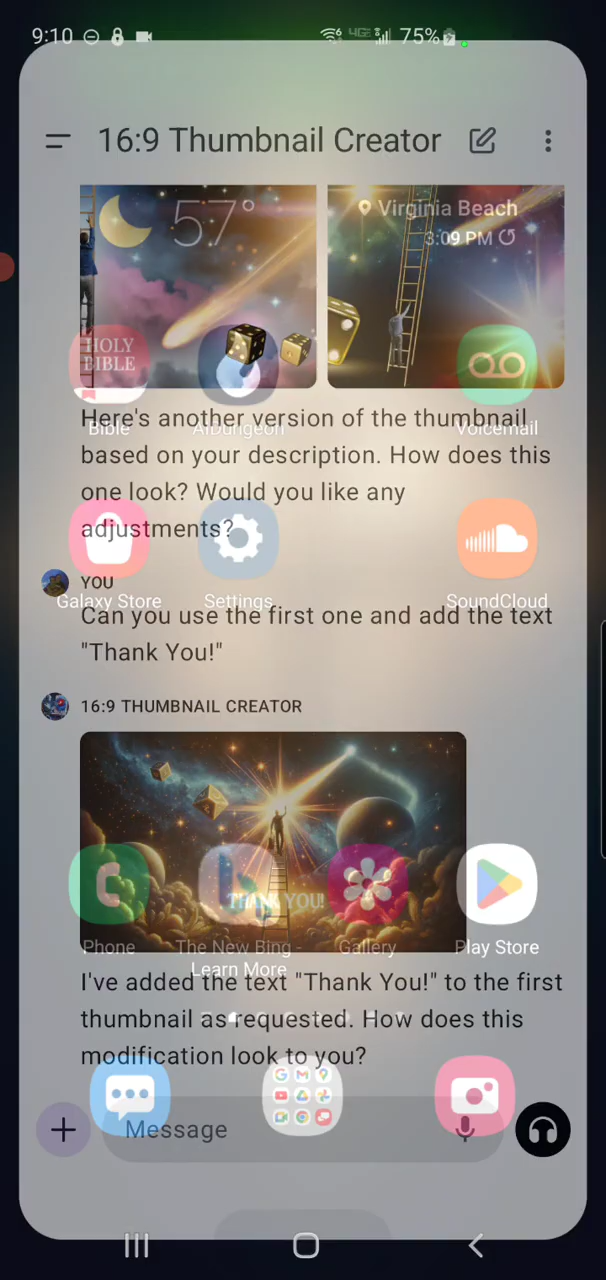 9:10 75%
16:9 Thumbnail Creator
57°
Virginia Beach
3:09 PM
HOLY
BIBLE
Bible AIDungeon Voicemail
Here's another version of the thumbnail
based on your description. How does this
one look? Would you like any
adjustments?
YOU
Galaxy Store Settings SoundCloud
Can you use the first one and add the text
"Thank You!"
16:9 THUMBNAIL CREATOR
THANK YOU!
Phone The New Bing - Gallery Play Store
Learn More
I've added the text "Thank You!" to the first
thumbnail as requested. How does this
modification look to you?
Message